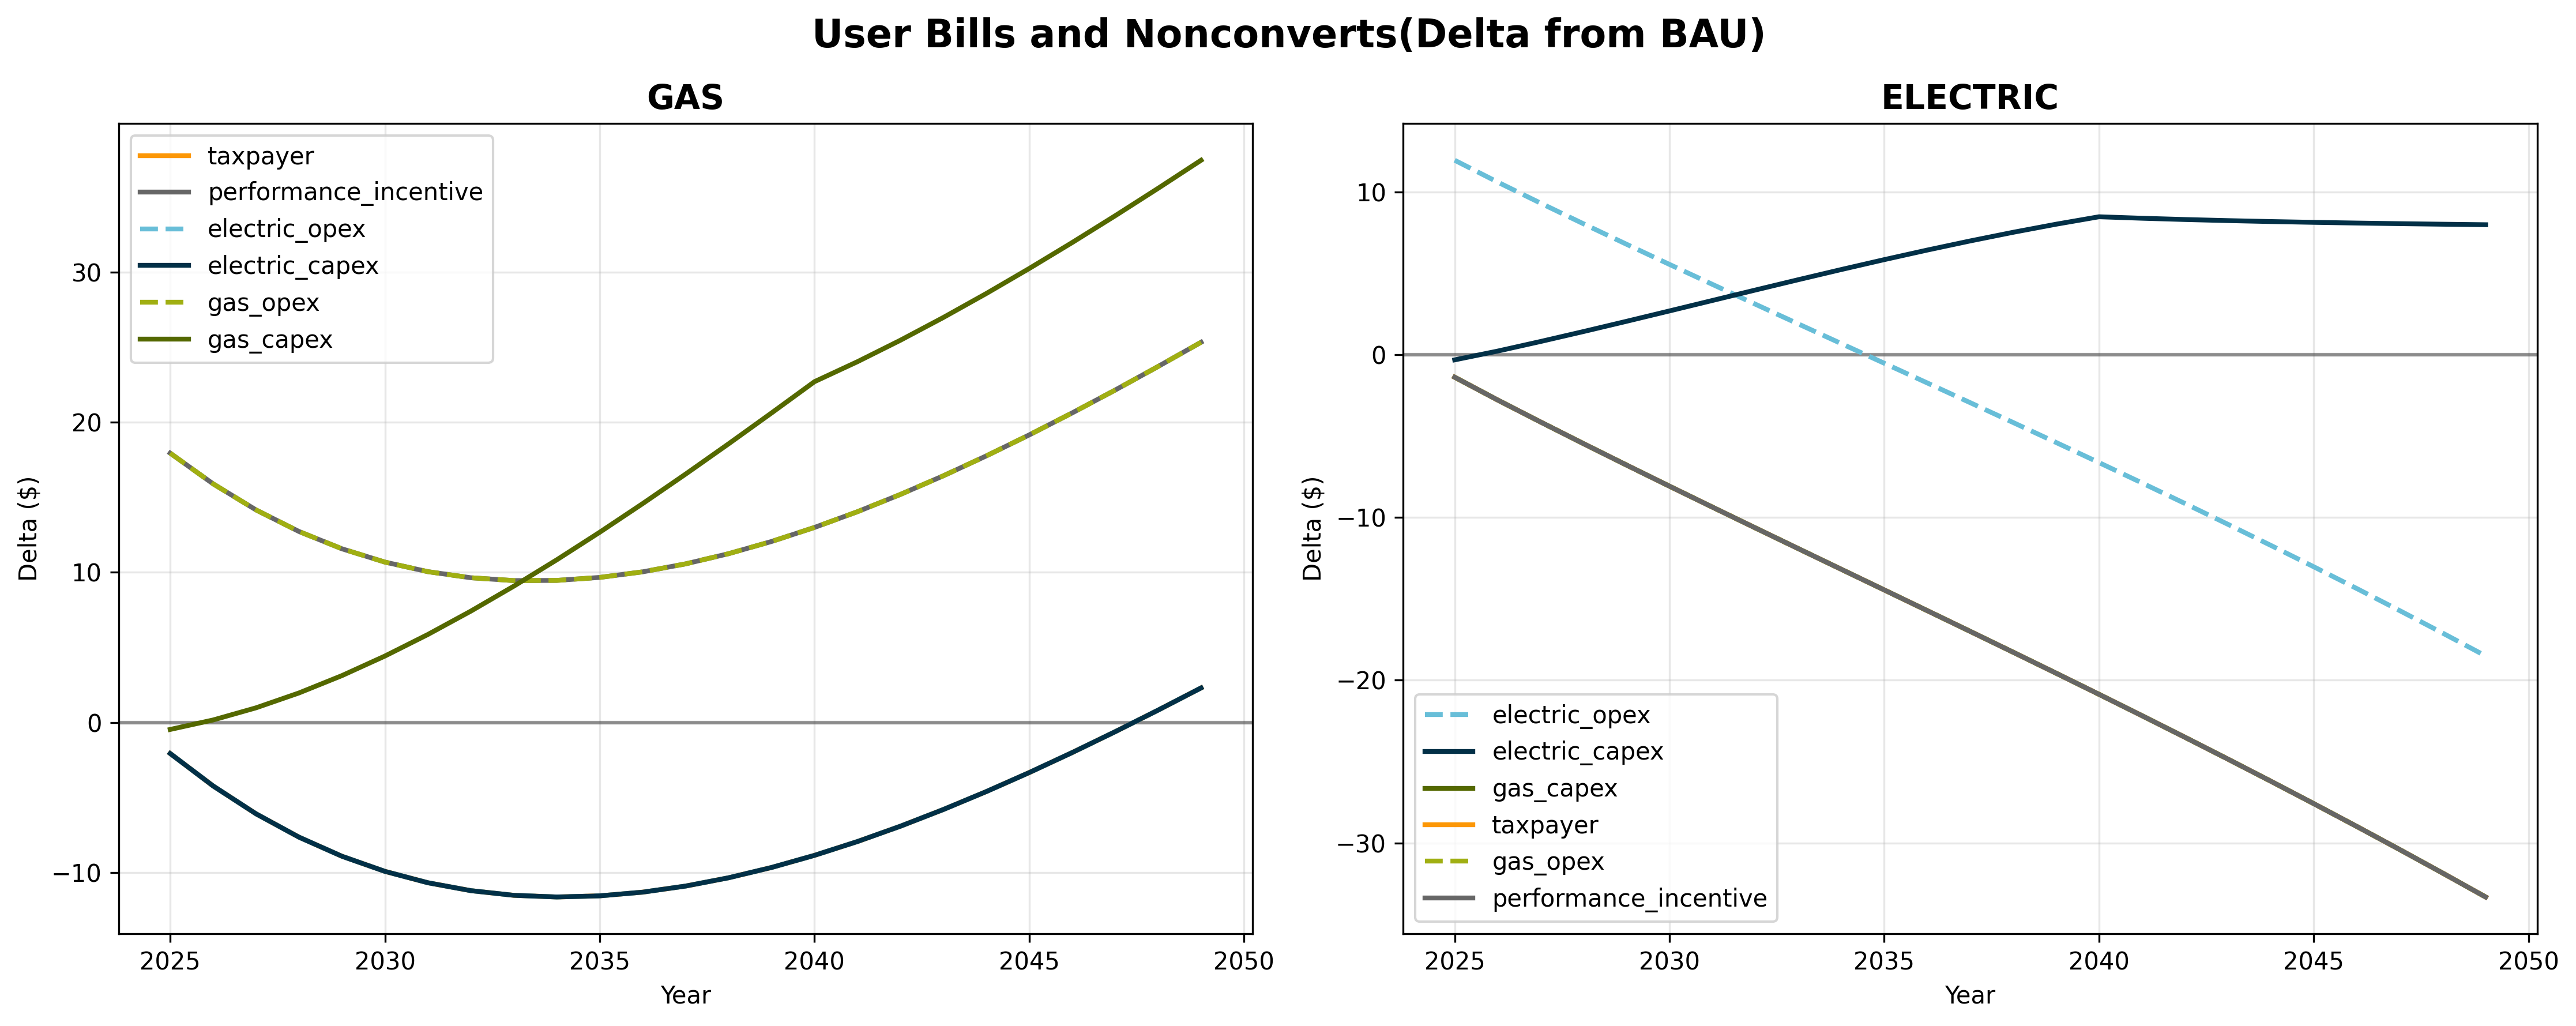 User Bills and Nonconverts(Delta from BAU)
GAS
taxpayer
performance_incentive
electric_opex
electric_capex
gas_opex
gas_capex
30
20
10
0
−10
Delta ($)
2025 2030 2035 2040 2045 2050
Year
ELECTRIC
10
0
−10
−20
−30
Delta ($)
electric_opex
electric_capex
gas_capex
taxpayer
gas_opex
performance_incentive
2025 2030 2035 2040 2045 2050
Year